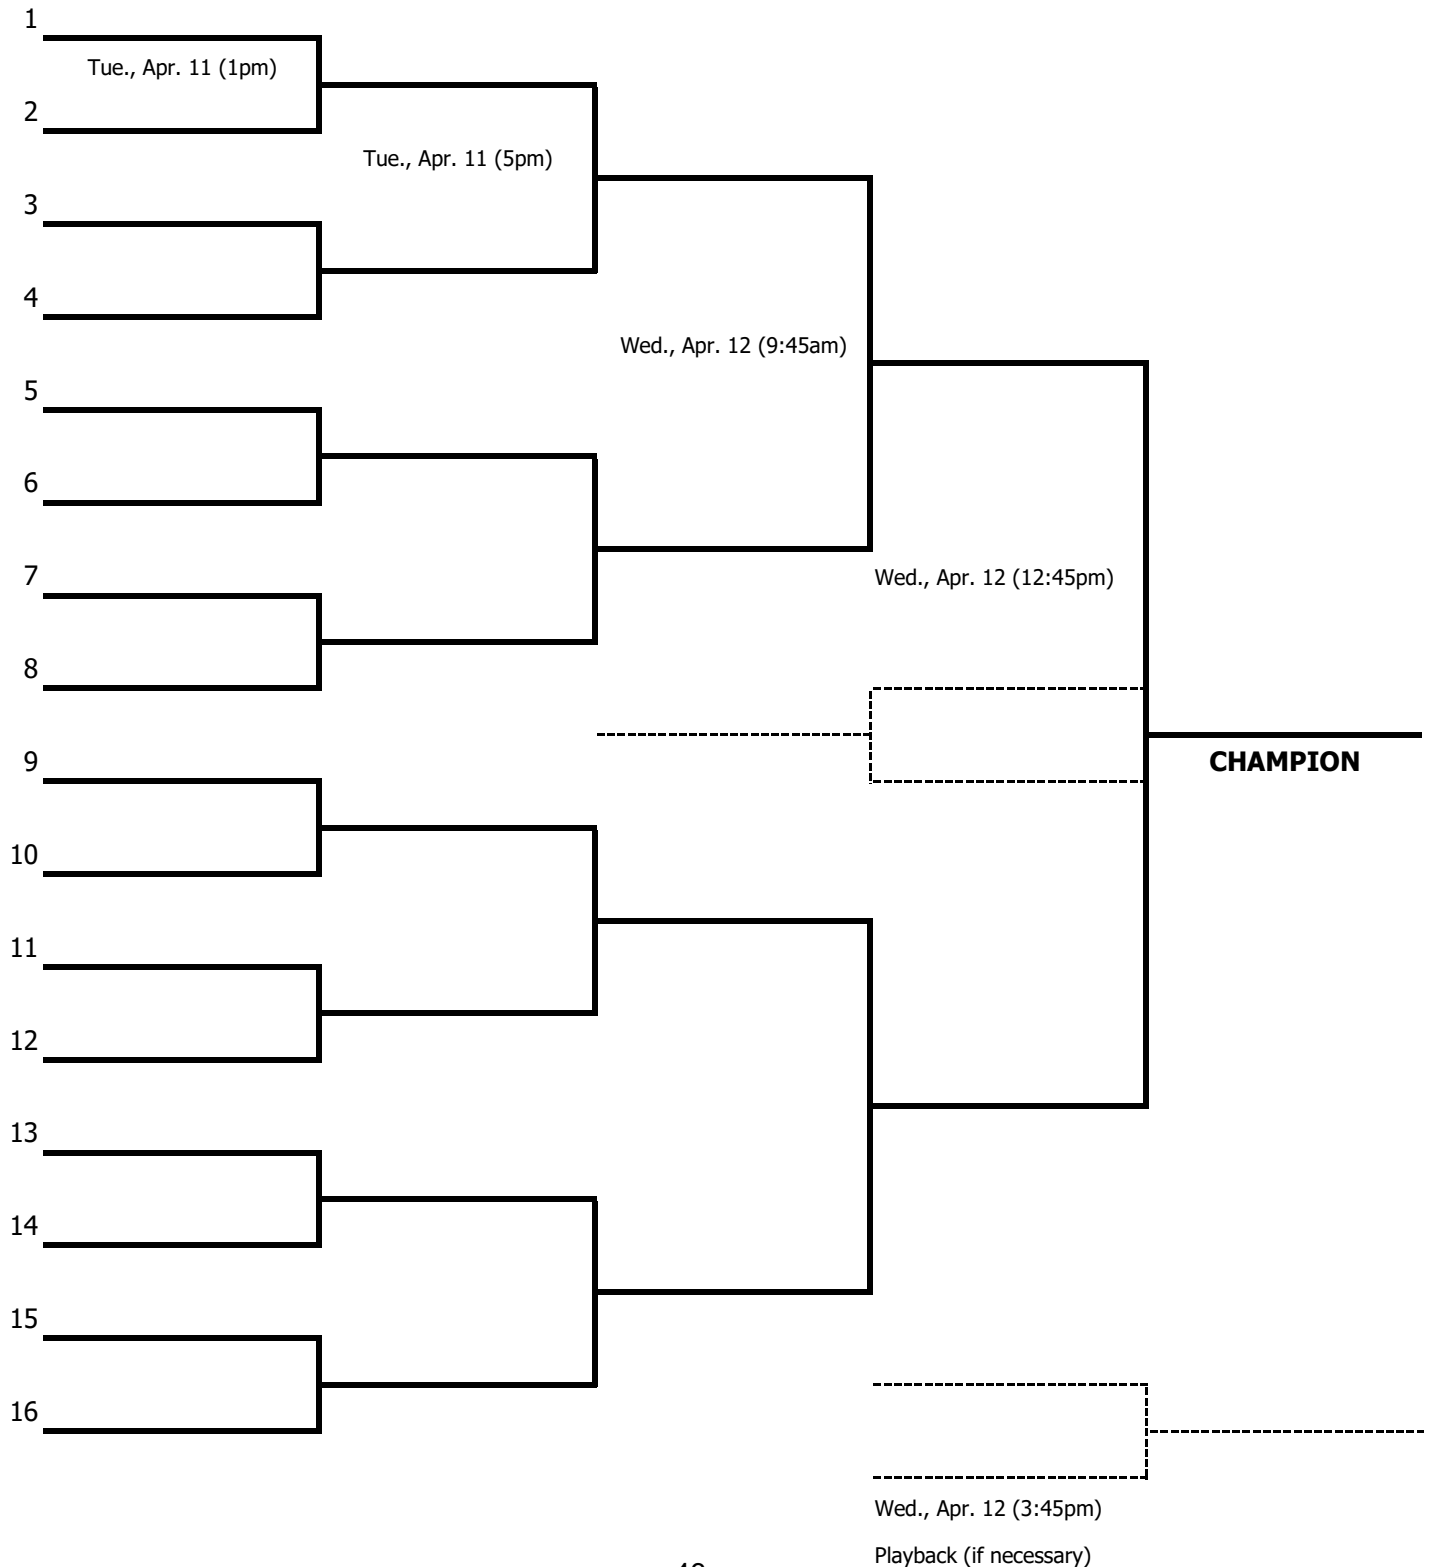 1
Tue., Apr. 11 (1pm)
2
Tue., Apr. 11 (5pm)
3
4
Wed., Apr. 12 (9:45am)
5
6
7
Wed., Apr. 12 (12:45pm)
8
9
CHAMPION
10
11
12
13
14
15
16
Wed., Apr. 12 (3:45pm)
Playback (if necessary)